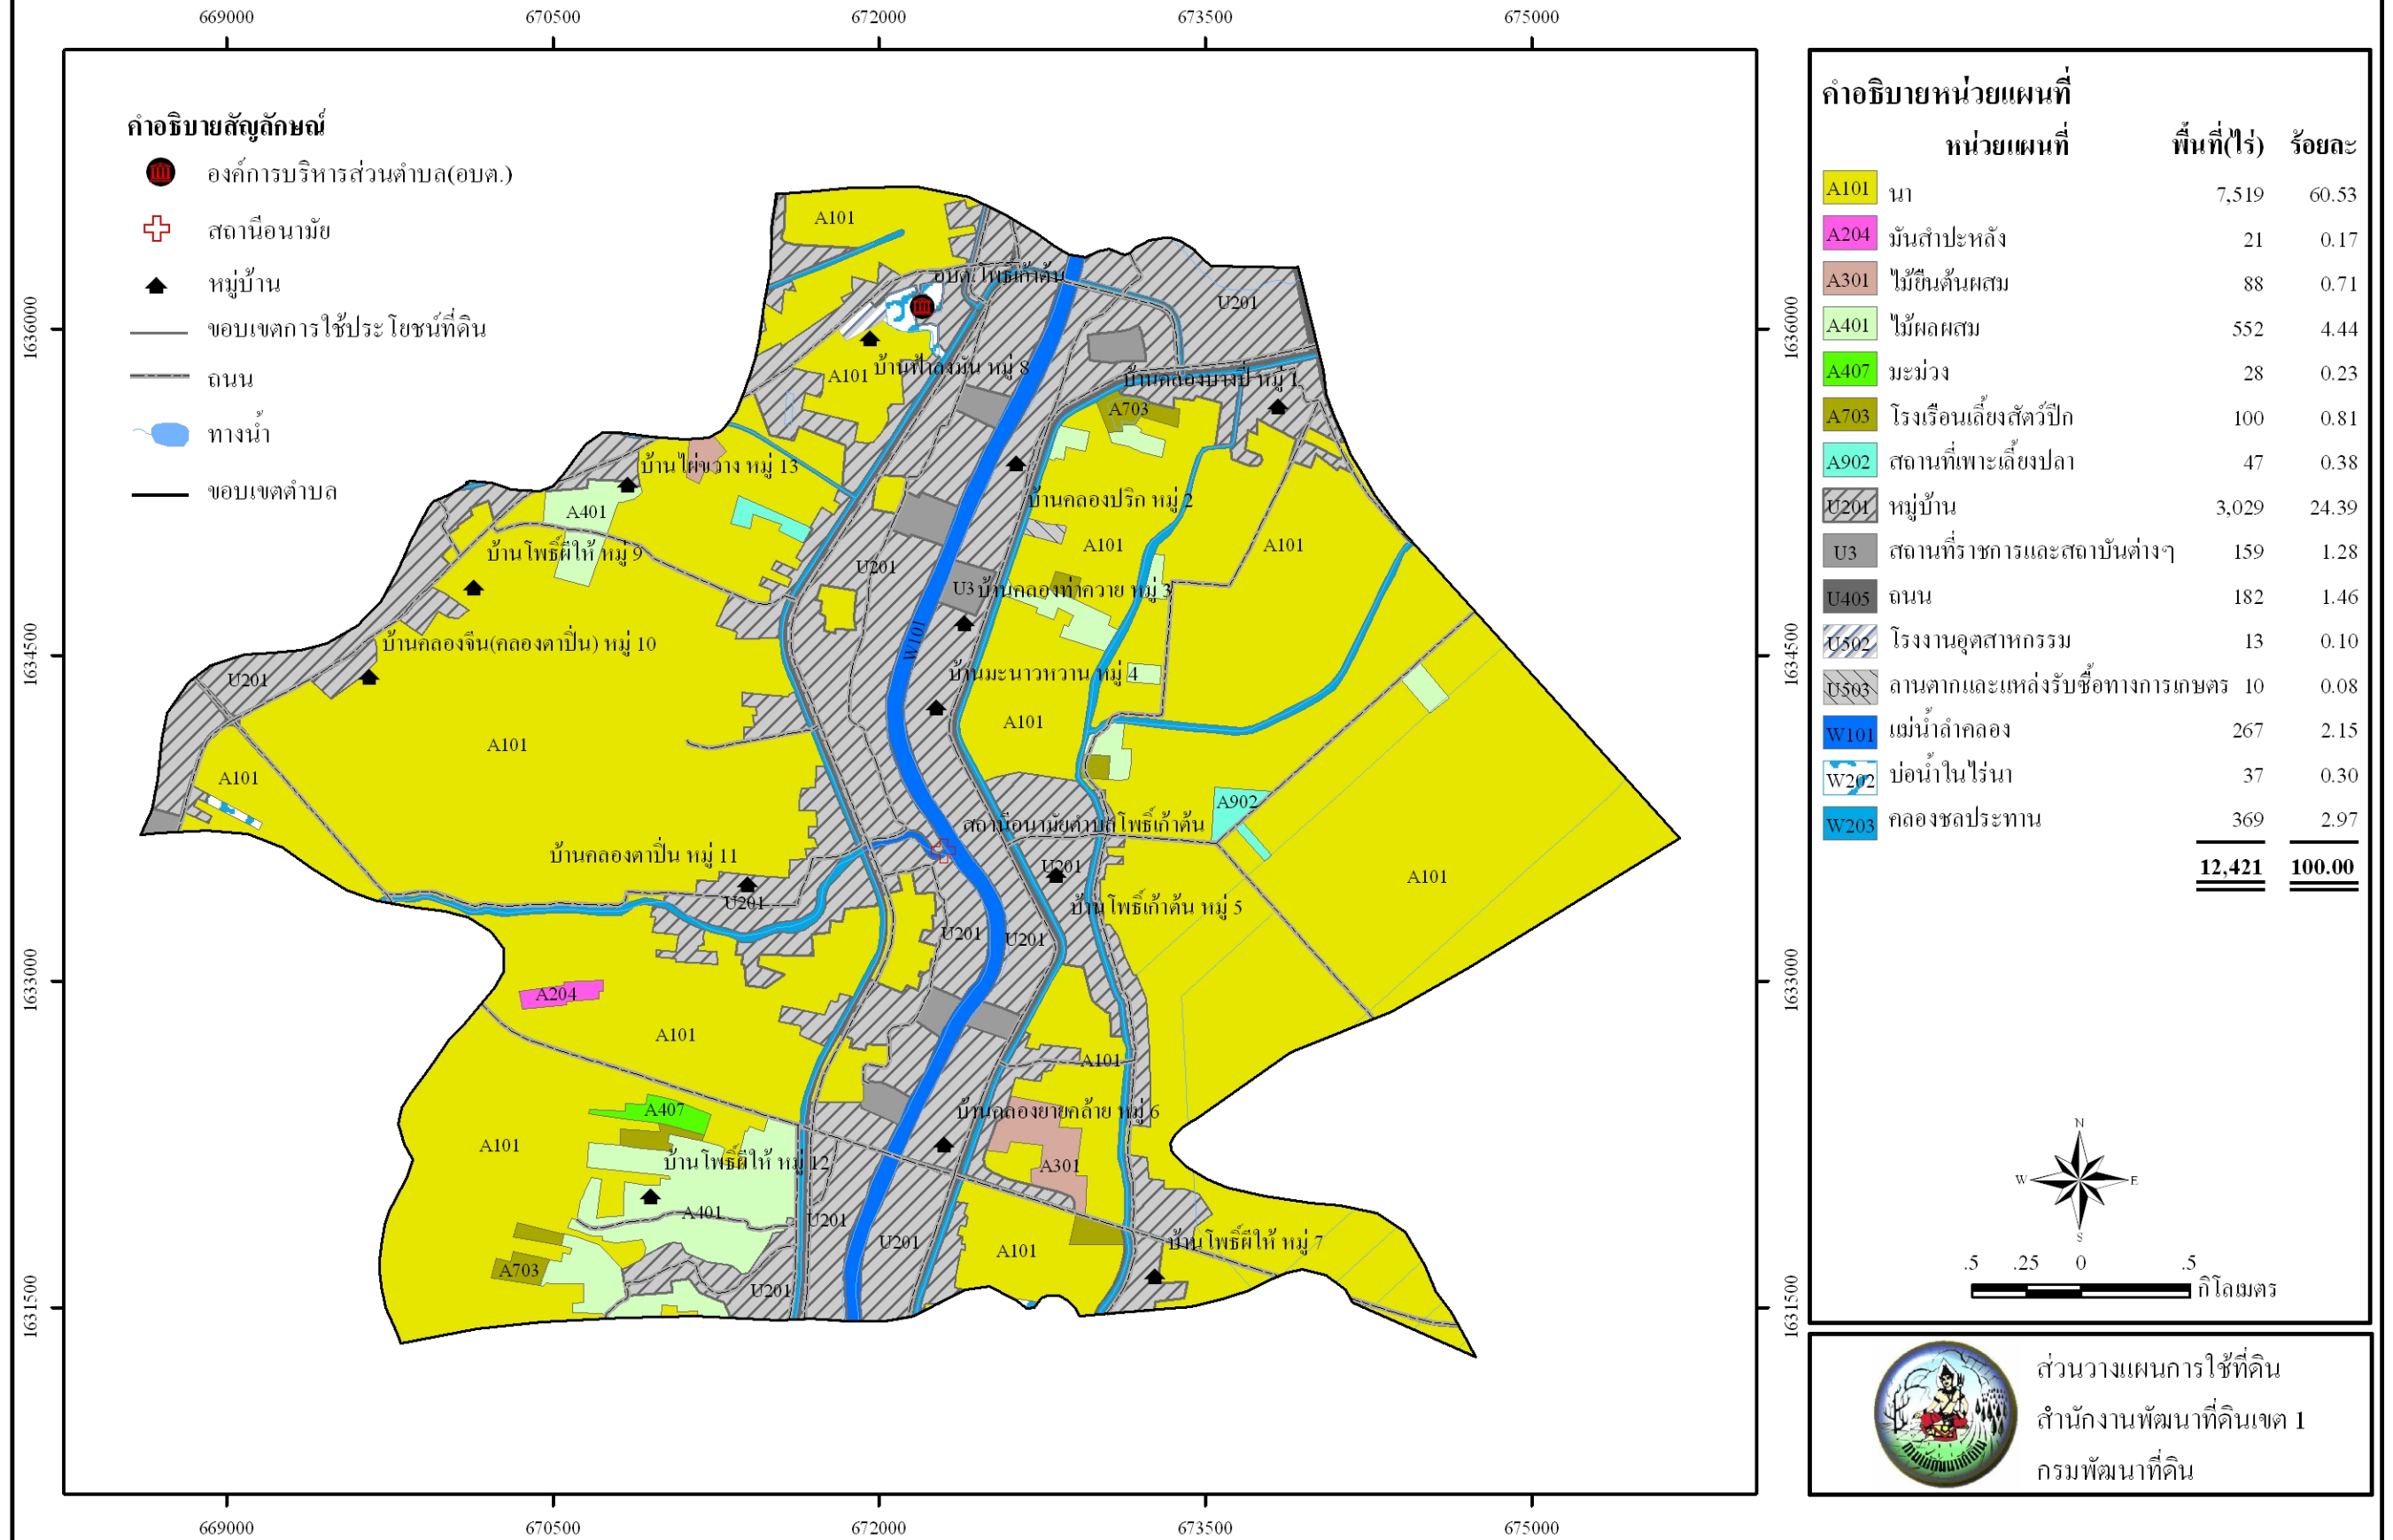 669000 670500 672000 673500 675000
คำอธิบายสัญลักษณ์
องค์การบริหารส่วนตำบล(อบต.)
สถานีอนามัย
หมู่บ้าน
ขอบเขตการใช้ประโยชน์ที่ดิน
ถนน
ทางน้ำ
ขอบเขตตำบล
1636000
1634500
1633000
1631500
A101
อบต.โพธิ์เก้าต้น
U201
บ้านฟ้าลงมัน หมู่ 8
A101
บ้านคลองบางปี หมู่ 1
A703
บ้านไผ่ขวาง หมู่ 13
A401
บ้านคลองปริก หมู่ 2
บ้านโพธิ์ผีให้ หมู่ 9
A101
A101
U201
U3
บ้านคลองท่าควาย หมู่ 3
บ้านคลองจีน(คลองตาปิ่น) หมู่ 10
W101
บ้านมะนาวหวาน หมู่ 4
U201
A101
A101
A101
A902
สถานีอนามัยตำบลโพธิ์เก้าต้น
บ้านคลองตาปิ่น หมู่ 11
U201
A101
U201
บ้านโพธิ์เก้าต้น หมู่ 5
U201
U201
A204
A101
A101
A407
บ้านคลองยายคล้าย หมู่ 6
A101
บ้านโพธิ์ผีให้ หมู่ 12
A301
A401
U201
U201
A101
บ้านโพธิ์ผีให้ หมู่ 7
A703
U201
1636000
1634500
1633000
1631500
669000 670500 672000 673500 675000
คำอธิบายหน่วยแผนที่
หน่วยแผนที่ พื้นที่(ไร่) ร้อยละ
A101 นา 7,519 60.53
A204 มันสำปะหลัง 21 0.17
A301 ไม้ยืนต้นผสม 88 0.71
A401 ไม้ผลผสม 552 4.44
A407 มะม่วง 28 0.23
A703 โรงเรือนเลี้ยงสัตว์ปีก 100 0.81
A902 สถานที่เพาะเลี้ยงปลา 47 0.38
U201 หมู่บ้าน 3,029 24.39
U3 สถานที่ราชการและสถาบันต่างๆ 159 1.28
U405 ถนน 182 1.46
U502 โรงงานอุตสาหกรรม 13 0.10
U503 ลานตากและแหล่งรับซื้อทางการเกษตร 10 0.08
W101 แม่น้ำลำคลอง 267 2.15
W202 บ่อน้ำในไร่นา 37 0.30
W203 คลองชลประทาน 369 2.97
12,421 100.00
N
W E
S
.5 .25 0 .5
กิโลเมตร
กรมพัฒนาที่ดิน
ส่วนวางแผนการใช้ที่ดิน
สำนักงานพัฒนาที่ดินเขต 1
กรมพัฒนาที่ดิน